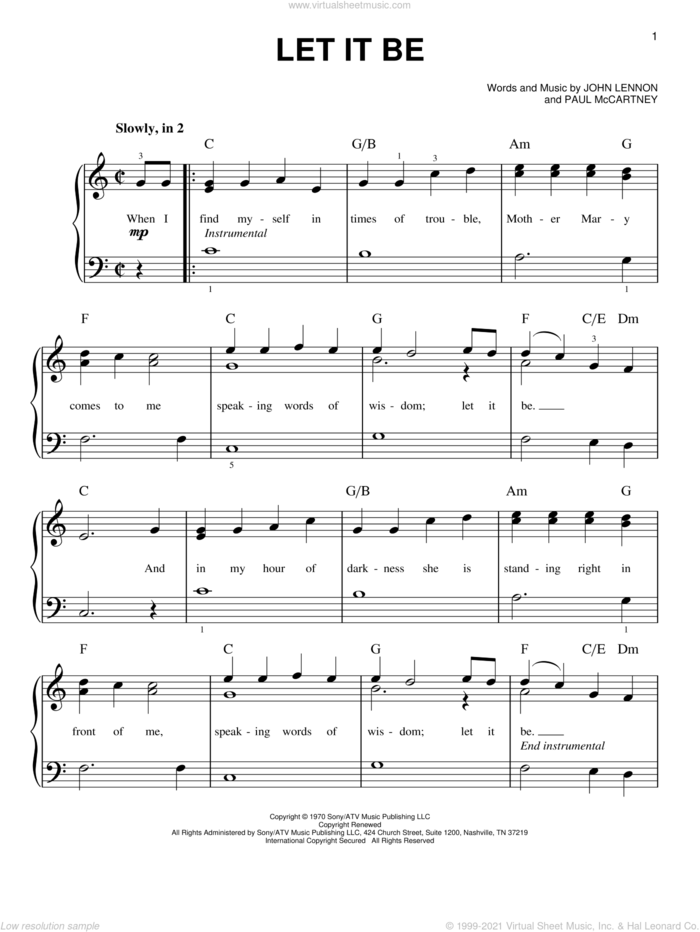 www.virtualsheetmusic.com
LET IT BE
1
Words and Music by JOHN LENNON
and PAUL McCARTNEY
Slowly, in 2
C G/B Am G
3 1 3
When I find my - self in times of trou - ble, Moth - er Mar - y
mp Instrumental
1 1
F C G F C/E Dm
3
comes to me speak - ing words of wis - dom; let it be.
5
C G/B Am G
And in my hour of dark - ness she is stand - ing right in
1 1
F C G F C/E Dm
front of me, speak - ing words of wis - dom; let it be.
End instrumental
Copyright © 1970 Sony/ATV Music Publishing LLC
Copyright Renewed
All Rights Administered by Sony/ATV Music Publishing LLC, 424 Church Street, Suite 1200, Nashville, TN 37219
International Copyright Secured All Rights Reserved
Low resolution sample
© 1999-2021 Virtual Sheet Music, Inc. & Hal Leonard Co.